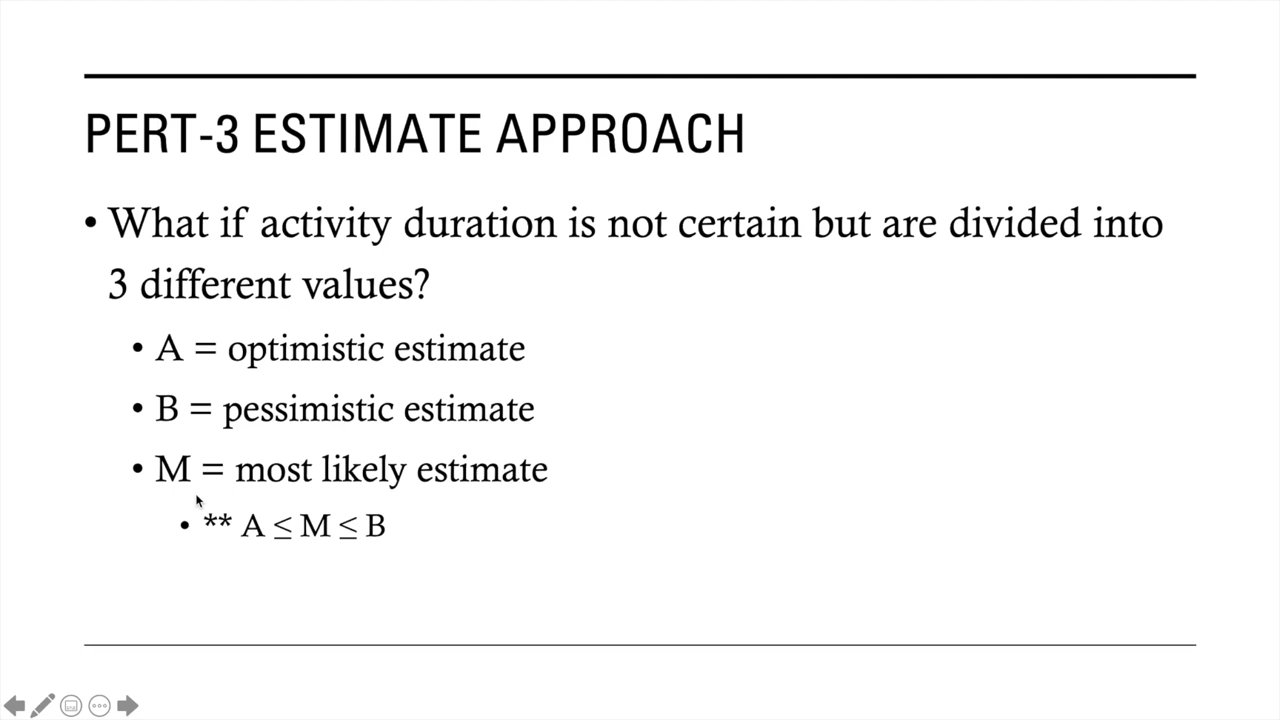 PERT-3 ESTIMATE APPROACH
• What if activity duration is not certain but are divided into
3 different values?
• A = optimistic estimate
• B = pessimistic estimate
• M = most likely estimate
• ** A ≤ M ≤ B